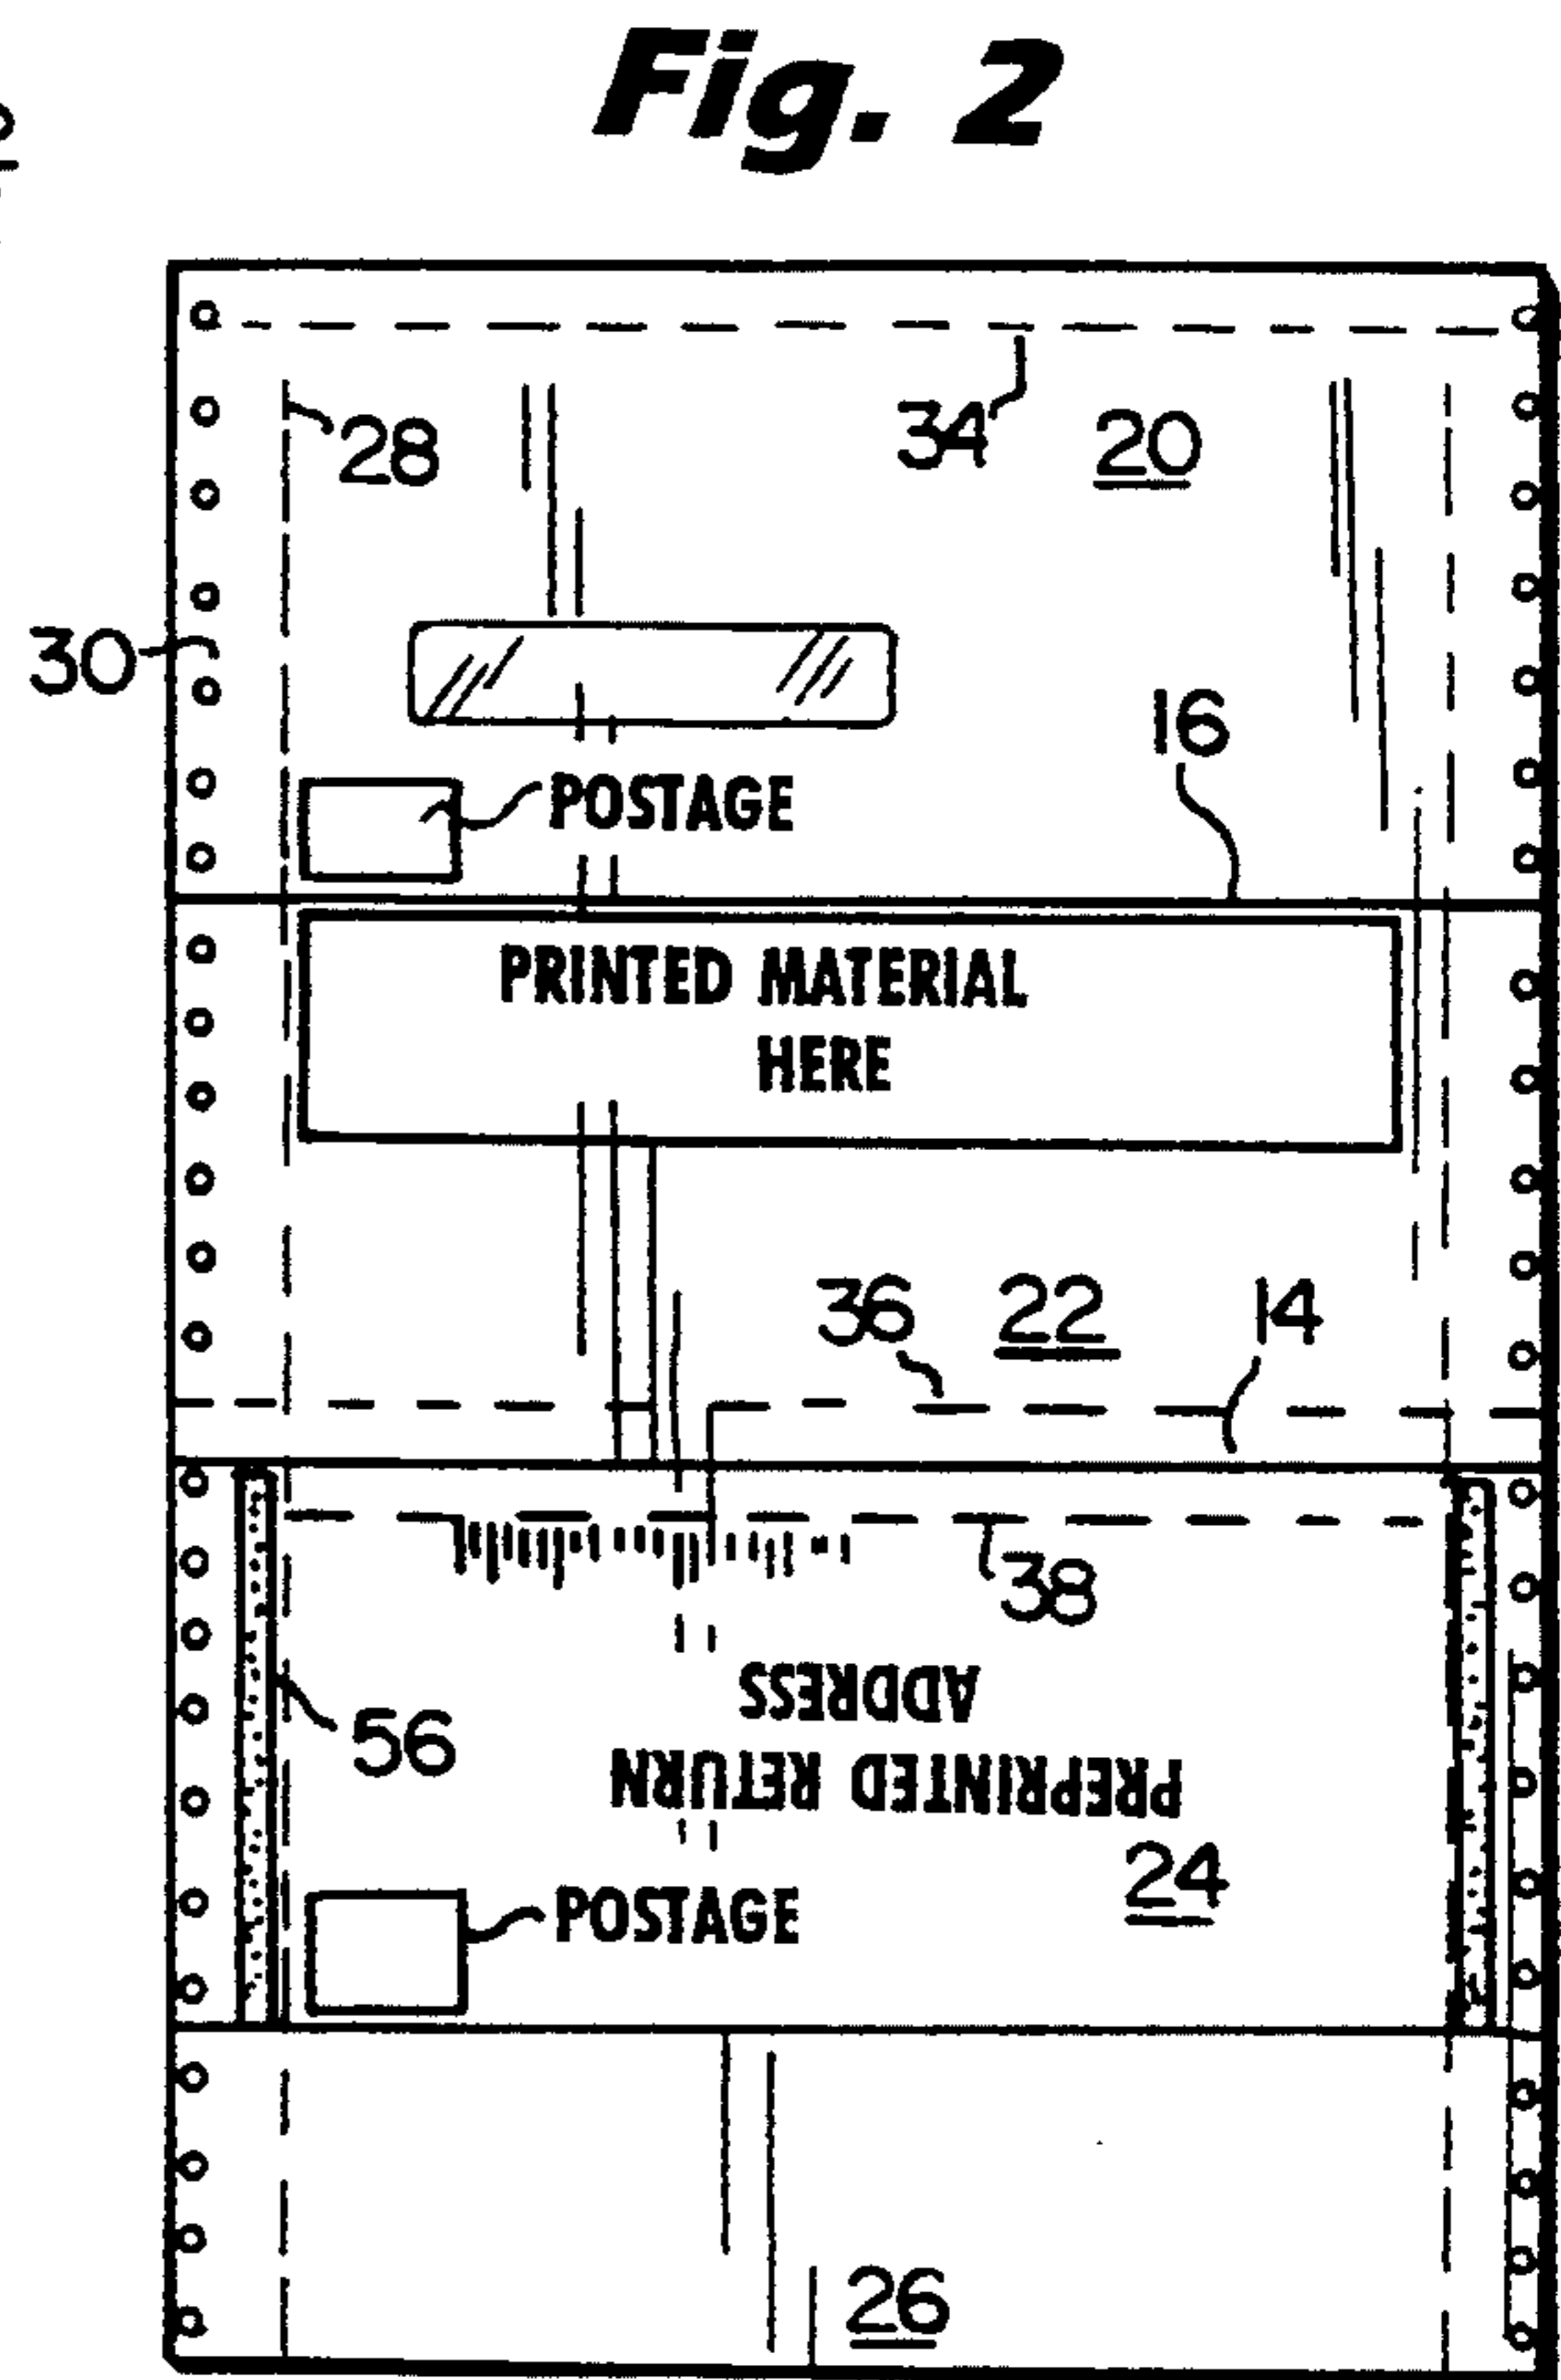 Fig. 2
34 20
28
30
16
POSTAGE
PRINTED MATERIAL
HERE
36 22 14
38
PREPRINTED RETURN
ADDRESS
56
24
POSTAGE
26